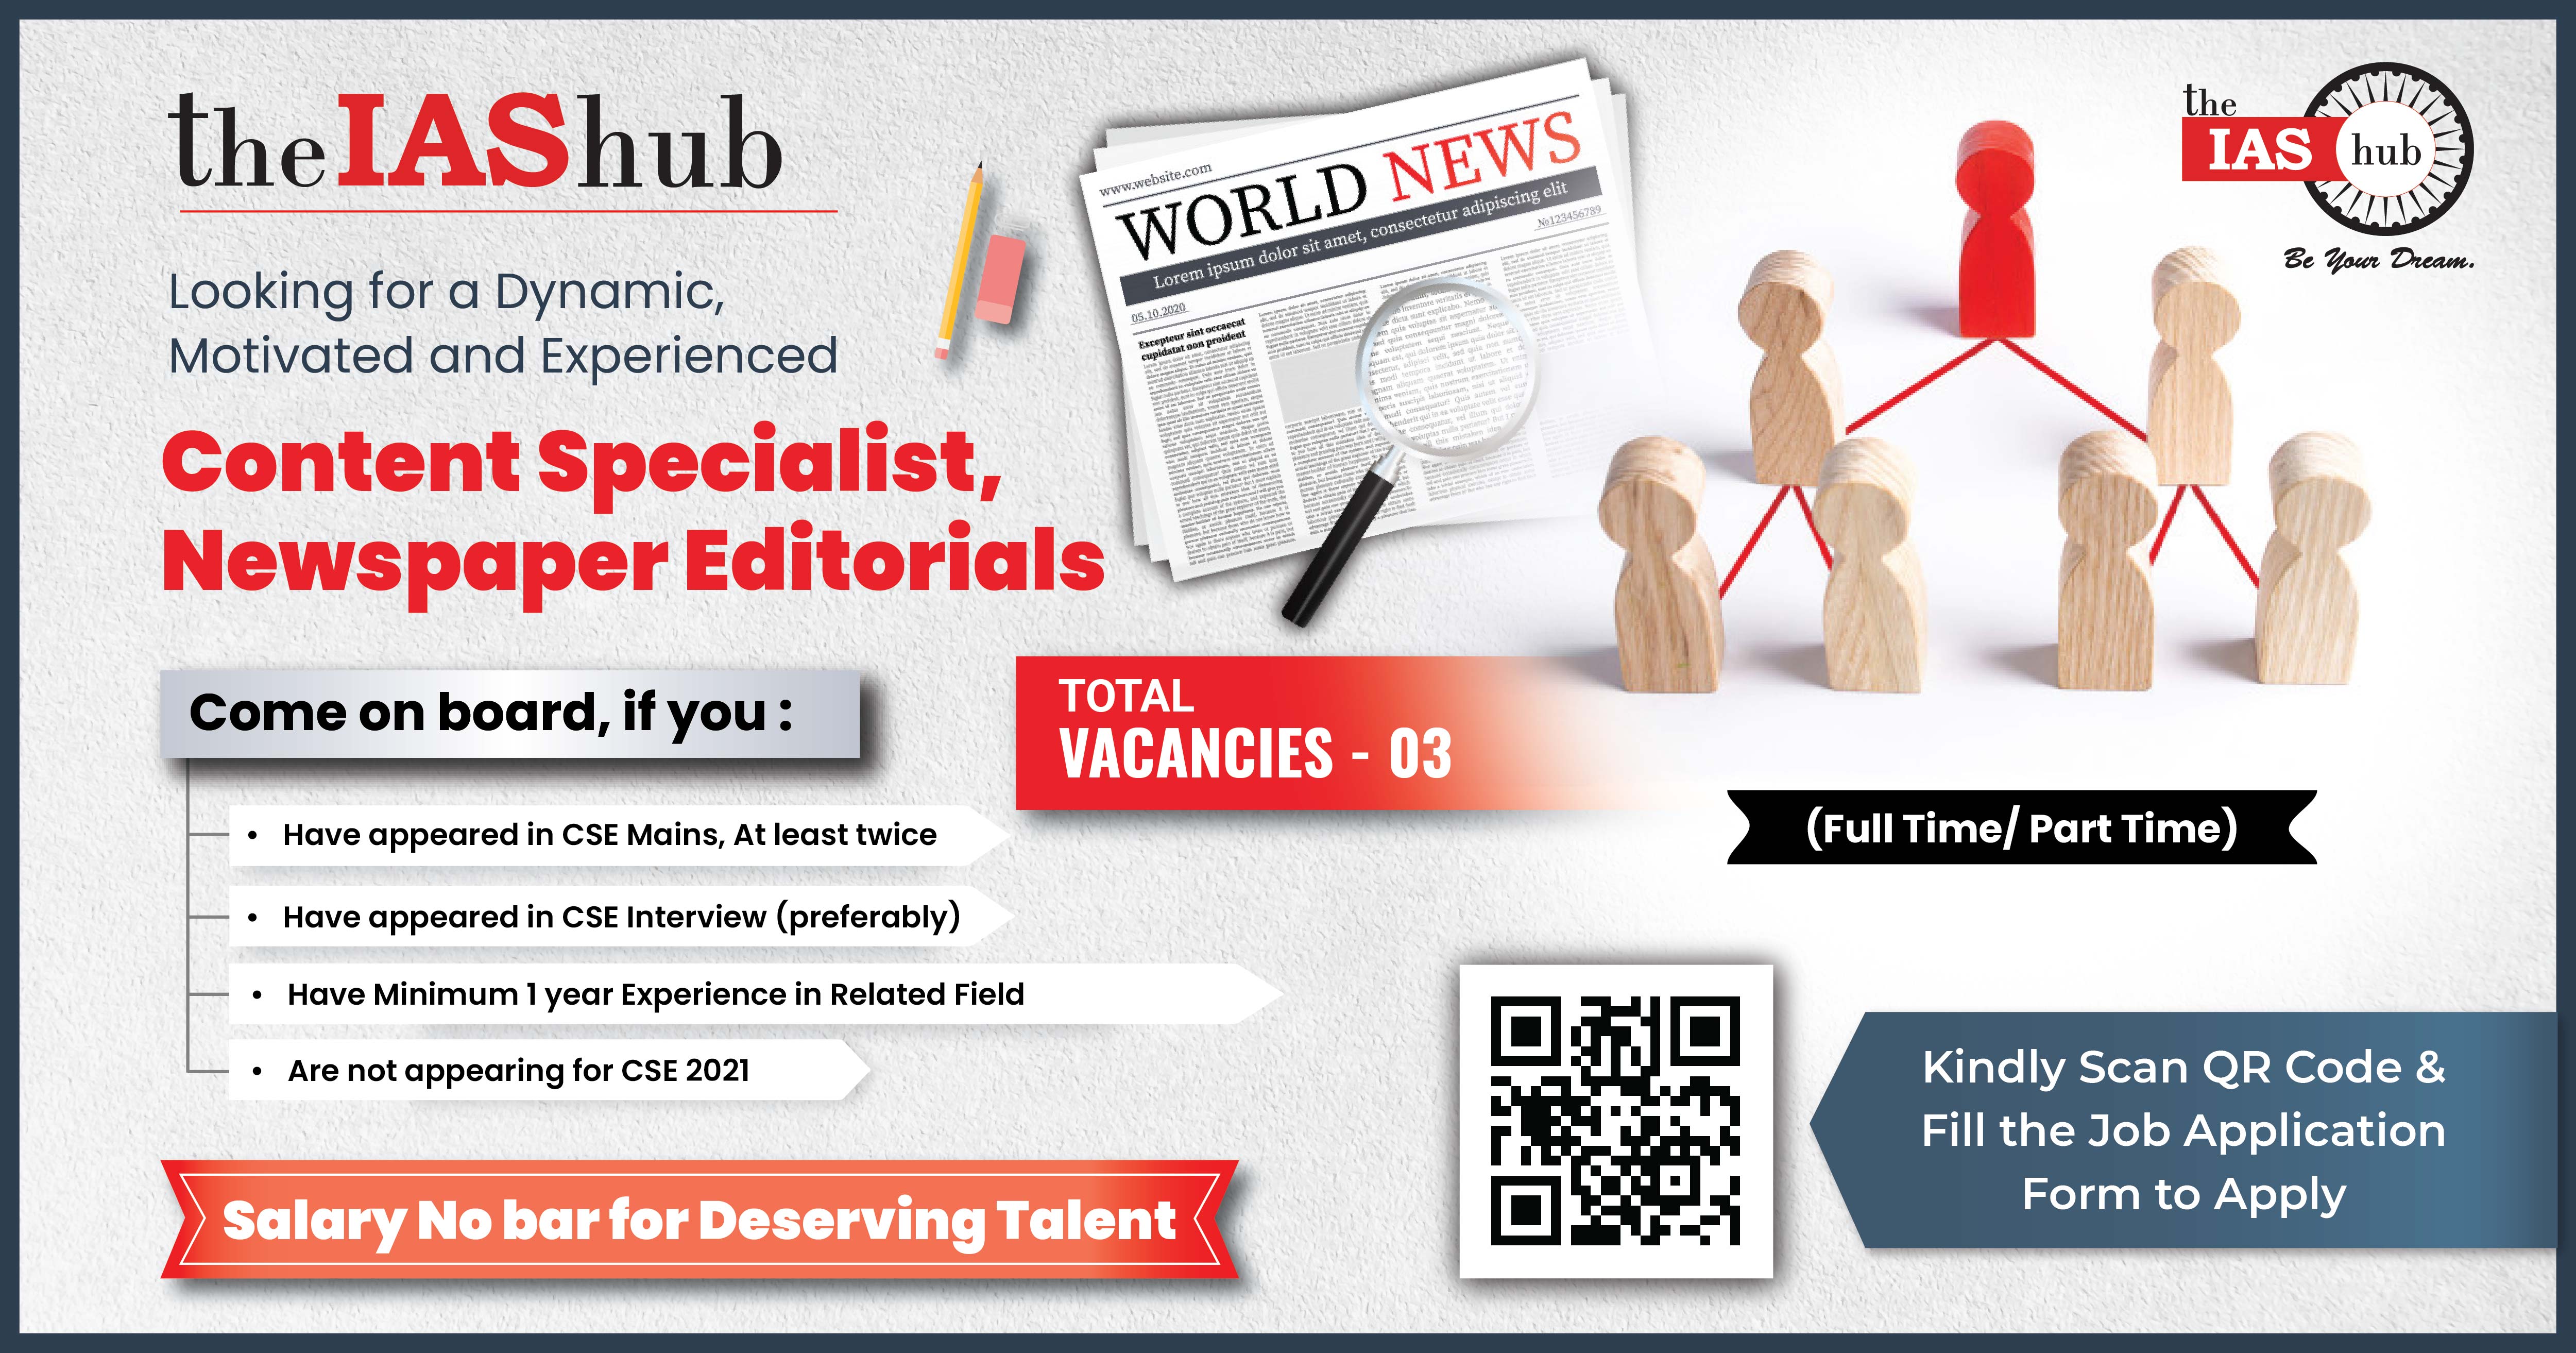 the IAS hub
the
IAS hub
Be Your Dream.
Looking for a Dynamic,
Motivated and Experienced
Content Specialist,
Newspaper Editorials
www.website.com
WORLD NEWS
Lorem ipsum dolor sit amet, consectetur adipiscing elit
№123456789
05.10.2020
Excepteur sint occaecat
cupidatat non proident
Come on board, if you :
• Have appeared in CSE Mains, At least twice
• Have appeared in CSE Interview (preferably)
• Have Minimum 1 year Experience in Related Field
• Are not appearing for CSE 2021
TOTAL
VACANCIES - 03
(Full Time/ Part Time)
Salary No bar for Deserving Talent
Kindly Scan QR Code &
Fill the Job Application
Form to Apply